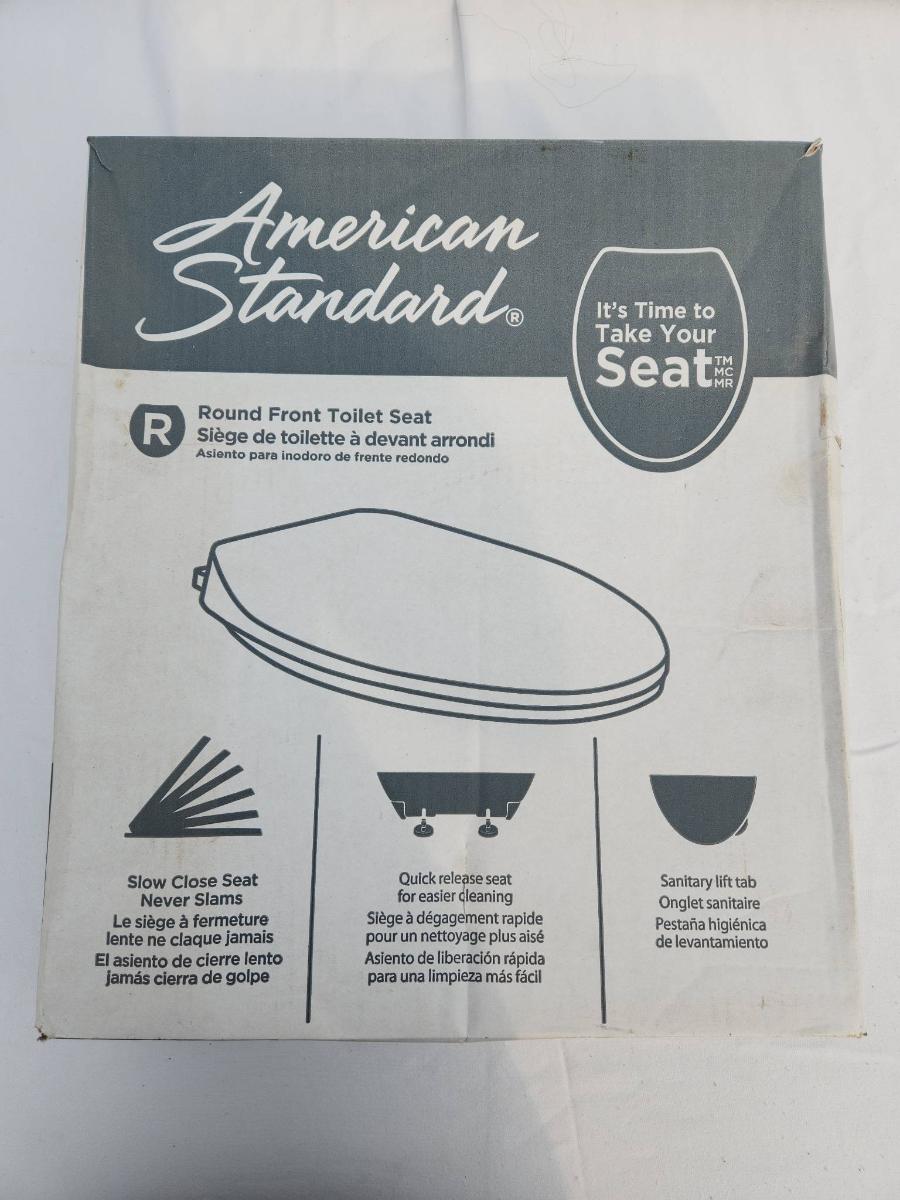 American
Standard®
It's Time to
Take Your
Seat™
MC
MR
R
Round Front Toilet Seat
Siège de toilette à devant arrondi
Asiento para inodoro de frente redondo
Slow Close Seat
Never Slams
Le siège à fermeture
lente ne claque jamais
El asiento de cierre lento
jamás cierra de golpe
Quick release seat
for easier cleaning
Siège à dégagement rapide
pour un nettoyage plus aisé
Asiento de liberación rápida
para una limpieza más fácil
Sanitary lift tab
Onglet sanitaire
Pestaña higiénica
de levantamiento